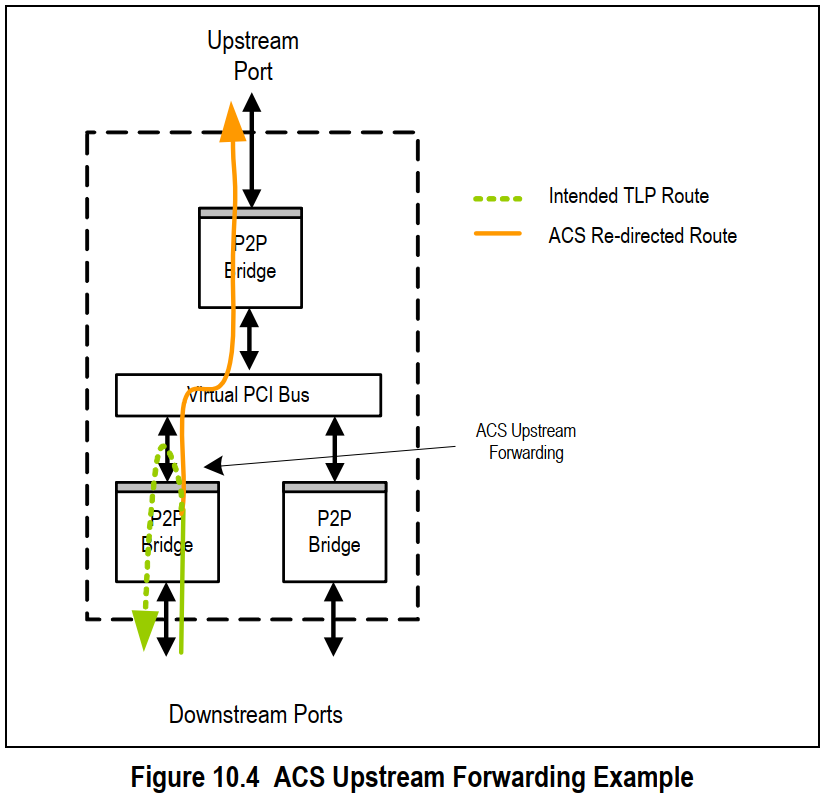 Upstream
Port
P2P
Bridge
Intended TLP Route
ACS Re-directed Route
Virtual PCI Bus
ACS Upstream
Forwarding
P2P
Bridge
P2P
Bridge
Downstream Ports
Figure 10.4 ACS Upstream Forwarding Example